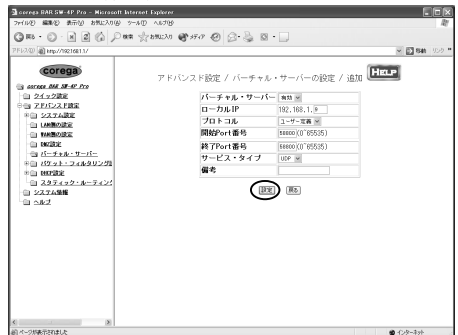 corega BAR SW-4P Pro - Microsoft Internet Explorer
ファイル(F) 編集(E) 表示(V) お気に入り(A) ツール(T) ヘルプ(H)
戻る 検索 お気に入り メディア
アドレス(D) http://192.168.1.1/ 移動 リンク
corega
corega BAR SW-4P Pro
クイック設定
アドバンスド設定
システム設定
LAN側の設定
WAN側の設定
DMZ設定
バーチャル・サーバー
パケット・フィルタリング設
DHCP設定
スタティック・ルーティング
システム情報
ヘルプ
アドバンスド設定 / バーチャル・サーバーの設定 / 追加
HELP
バーチャル・サーバー 有効
ローカルIP 192.168.1.
プロトコル ユーザー定義
開始Port番号 50000 (0~65535)
終了Port番号 50000 (0~65535)
サービス・タイプ UDP
備考
設定 戻る
ページが表示されました
インターネット